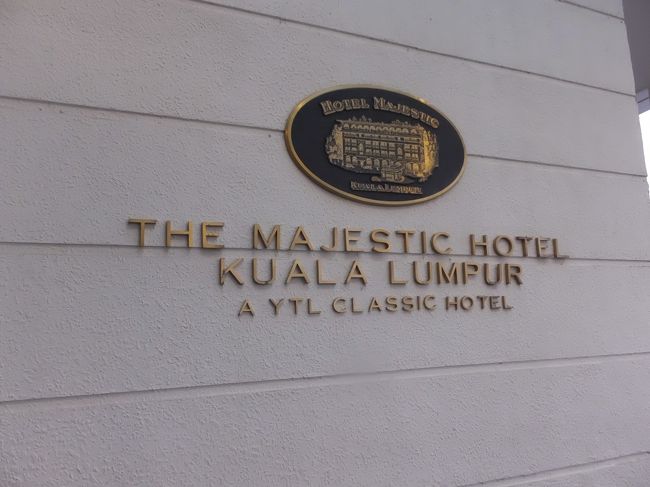 HOTEL MAJESTIC
KUALA LUMPUR
THE MAJESTIC HOTEL
KUALA LUMPUR
A YTL CLASSIC HOTEL